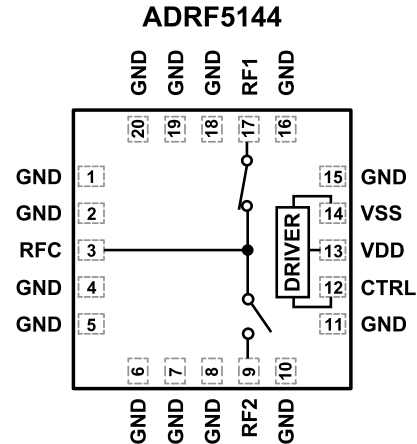 ADRF5144
GND GND GND RF1 GND
20 19 18 17 16
GND 1
GND 2
RFC 3
GND 4
GND 5
15 GND
14 VSS
13 VDD
12 CTRL
11 GND
DRIVER
6 7 8 9 10
GND GND GND RF2 GND